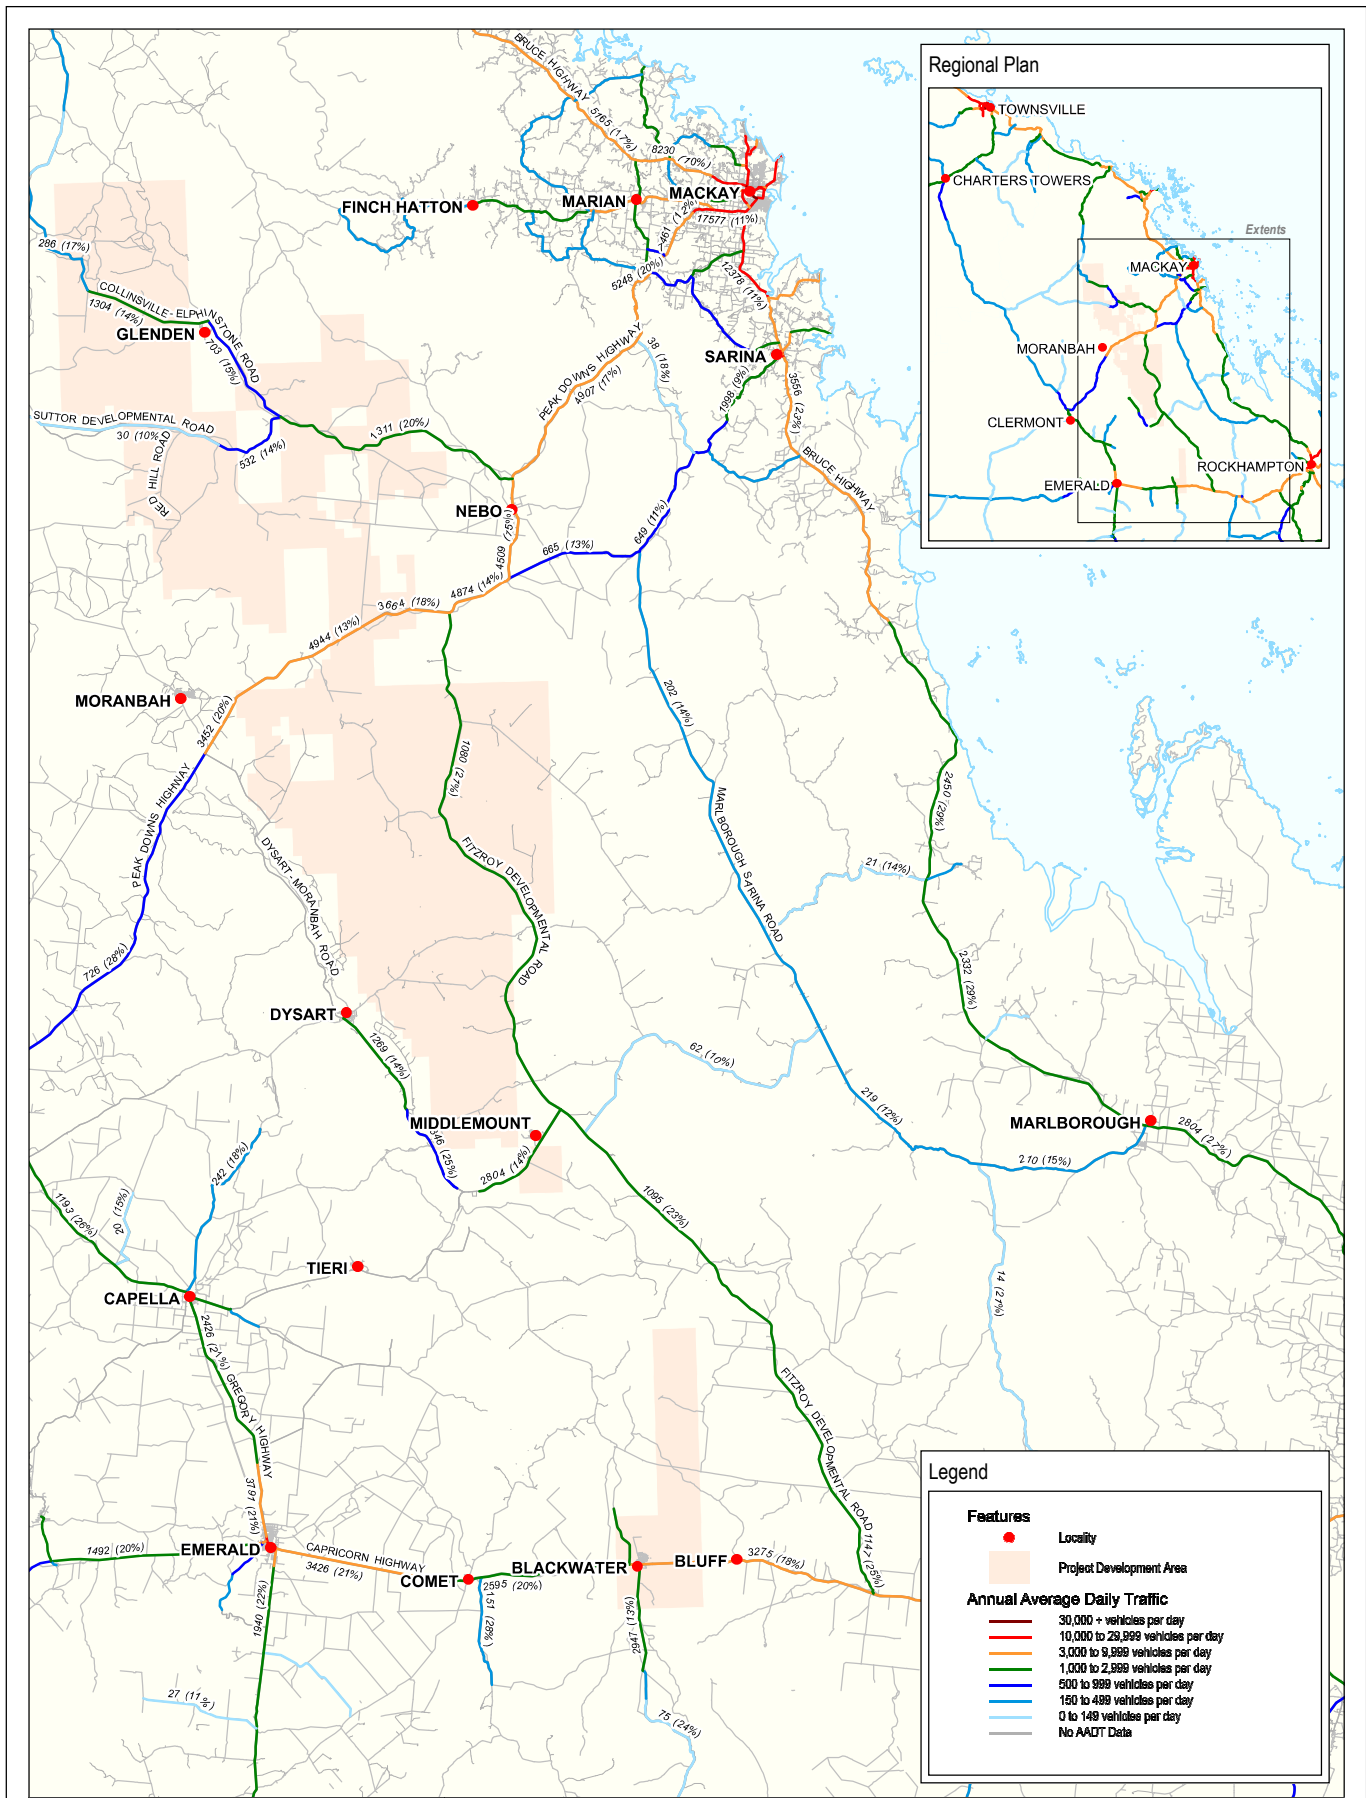 BRUCE HIGHWAY
5165 (17%)
8230 (10%)
FINCH HATTON
MARIAN
MACKAY
7461 (12%)
17577 (11%)
286 (17%)
5248 (20%)
12378 (11%)
COLLINSVILLE-ELPHINSTONE ROAD
1304 (14%)
GLENDEN
703 (15%)
PEAK DOWNS HIGHWAY
4907 (17%)
38 (18%)
SARINA
1998 (9%)
3556 (23%)
SUTTOR DEVELOPMENTAL ROAD
30 (10%)
RED HILL ROAD
532 (14%)
1311 (20%)
BRUCE HIGHWAY
NEBO
4509 (15%)
665 (13%)
649 (11%)
4874 (14%)
3664 (18%)
4944 (13%)
MORANBAH
3452 (20%)
202 (14%)
1080 (21%)
PEAK DOWNS HIGHWAY
2450 (29%)
MARLBOROUGH SARINA ROAD
DYSART-MORANBAH ROAD
FITZROY DEVELOPMENTAL ROAD
21 (14%)
726 (28%)
2332 (29%)
DYSART
1269 (14%)
62 (10%)
219 (12%)
MIDDLEMOUNT
(25%)
2804 (14%)
MARLBOROUGH
2804 (27%)
210 (15%)
242 (18%)
20 (15%)
1193 (26%)
1095 (23%)
TIERI
14 (21%)
CAPELLA
2426 (21%)
GREGORY HIGHWAY
FITZROY DEVELOPMENTAL ROAD
3791 (21%)
1492 (20%)
EMERALD
CAPRICORN HIGHWAY
3426 (21%)
COMET
2595 (20%)
BLACKWATER
BLUFF
3275 (18%)
(25%)
151 (28%)
1940 (22%)
2947 (13%)
27 (11%)
75 (24%)
Regional Plan
TOWNSVILLE
CHARTERS TOWERS
Extents
MACKAY
MORANBAH
CLERMONT
ROCKHAMPTON
EMERALD
Legend
Features
Locality
Project Development Area
Annual Average Daily Traffic
30,000 + vehicles per day
10,000 to 29,999 vehicles per day
3,000 to 9,999 vehicles per day
1,000 to 2,999 vehicles per day
500 to 999 vehicles per day
150 to 499 vehicles per day
0 to 149 vehicles per day
No AADT Data